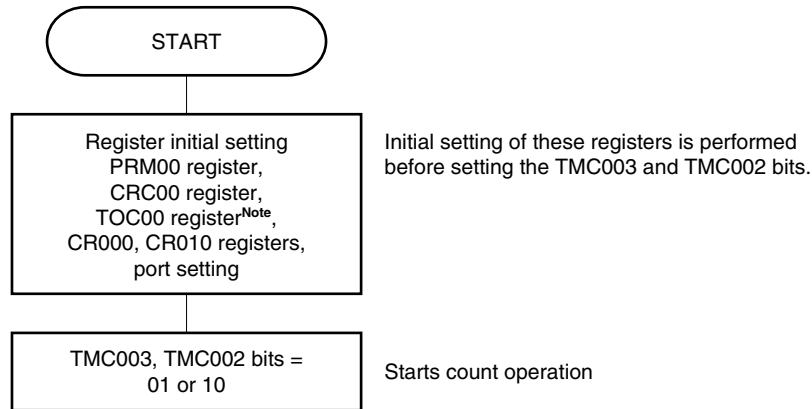 START
Register initial setting
PRM00 register,
CRC00 register,
TOC00 registerNote,
CR000, CR010 registers,
port setting
Initial setting of these registers is performed
before setting the TMC003 and TMC002 bits.
TMC003, TMC002 bits =
01 or 10
Starts count operation